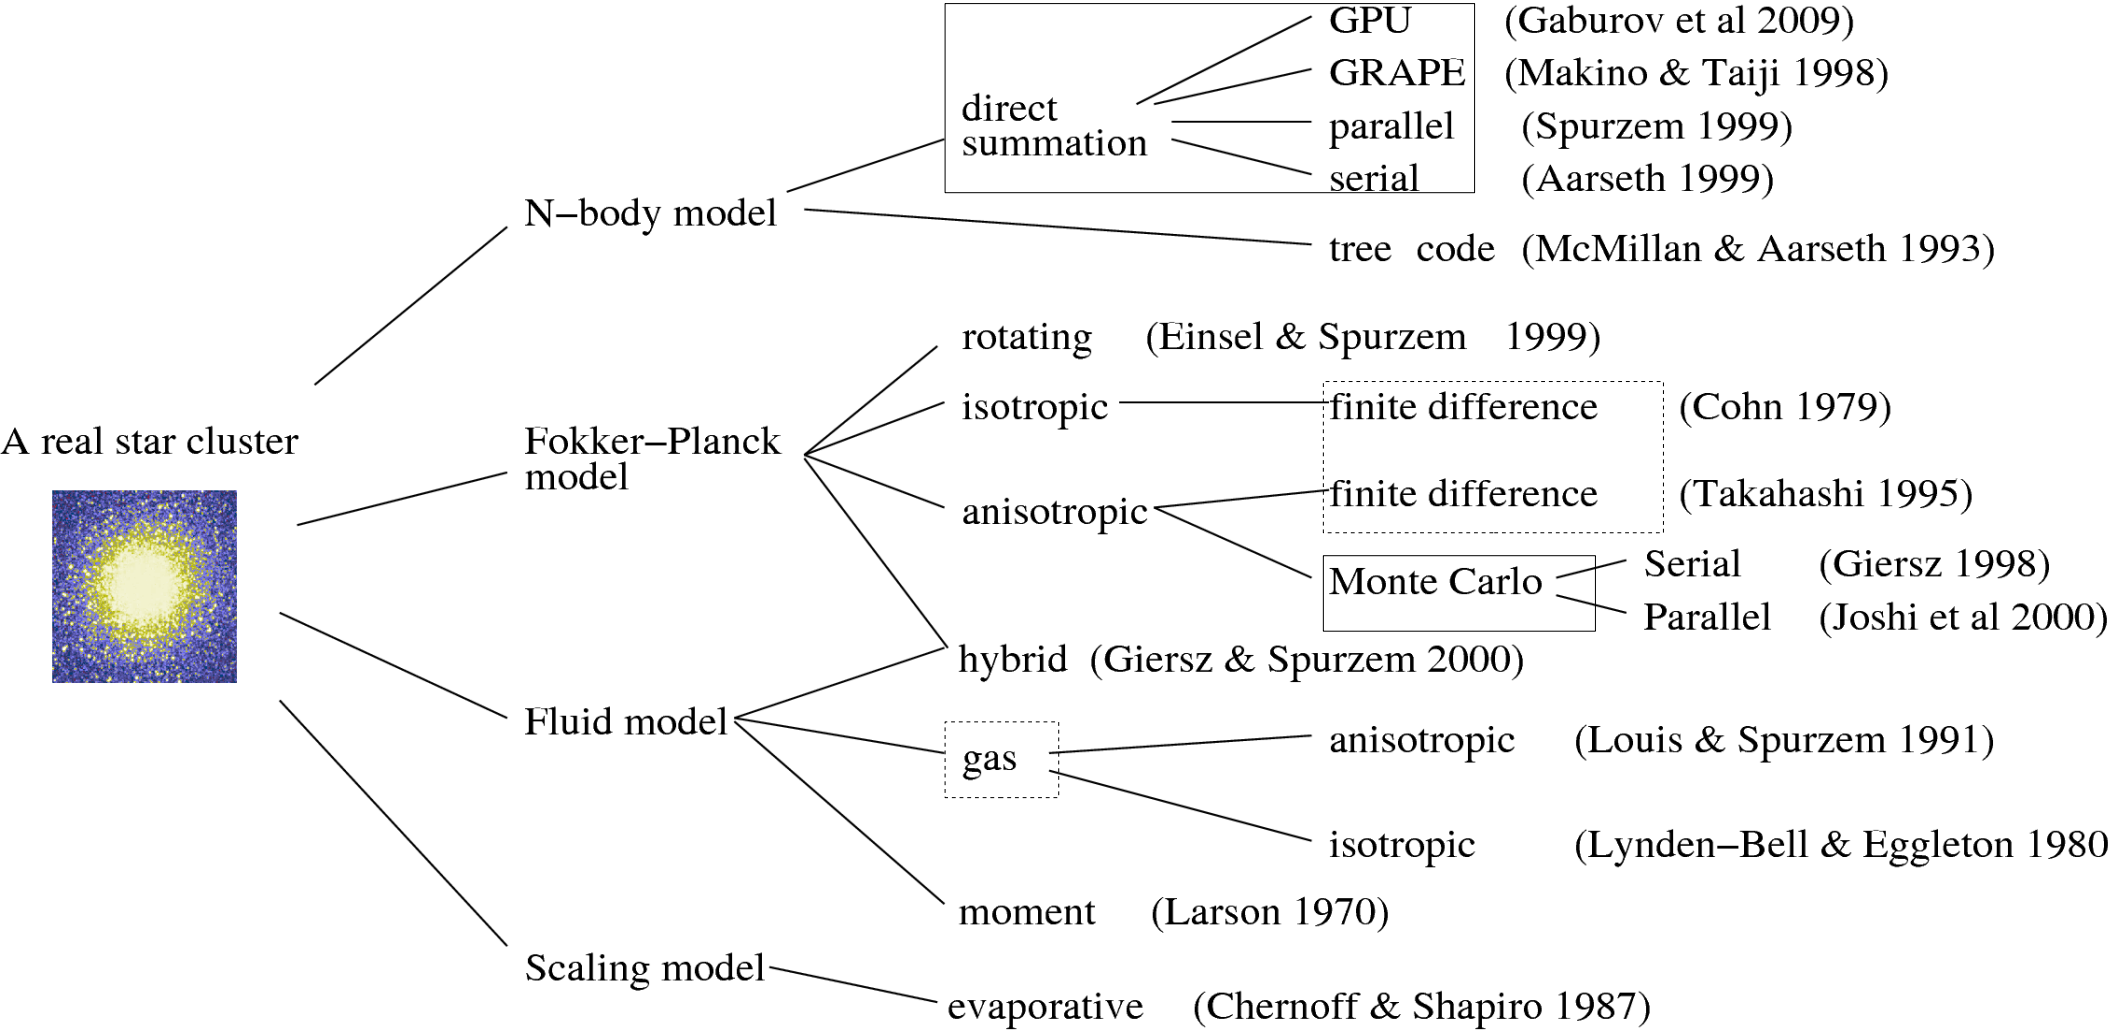 GPU (Gaburov et al 2009)
GRAPE (Makino & Taiji 1998)
direct
summation
parallel (Spurzem 1999)
serial (Aarseth 1999)
N–body model
tree code (McMillan & Aarseth 1993)
rotating (Einsel & Spurzem 1999)
isotropic finite difference (Cohn 1979)
A real star cluster
Fokker–Planck
model
anisotropic finite difference (Takahashi 1995)
Monte Carlo
Serial (Giersz 1998)
Parallel (Joshi et al 2000)
hybrid (Giersz & Spurzem 2000)
Fluid model
gas
anisotropic (Louis & Spurzem 1991)
isotropic (Lynden–Bell & Eggleton 1980
moment (Larson 1970)
Scaling model
evaporative (Chernoff & Shapiro 1987)